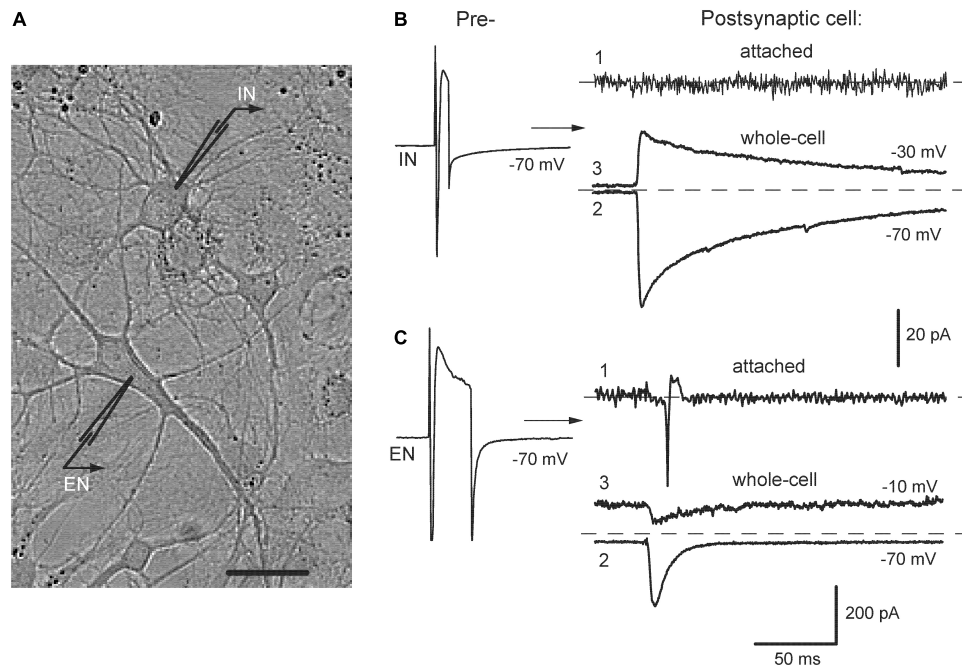 A
IN
EN
B
Pre-
Postsynaptic cell:
1
attached
IN
-70 mV
whole-cell
3
-30 mV
2
-70 mV
20 pA
C
1
attached
EN
-70 mV
3
whole-cell
-10 mV
2
-70 mV
200 pA
50 ms